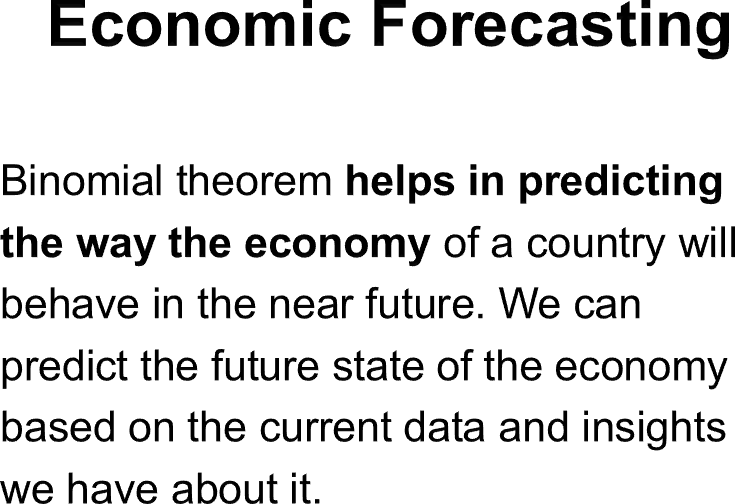 Economic Forecasting
Binomial theorem helps in predicting
the way the economy of a country will
behave in the near future. We can
predict the future state of the economy
based on the current data and insights
we have about it.